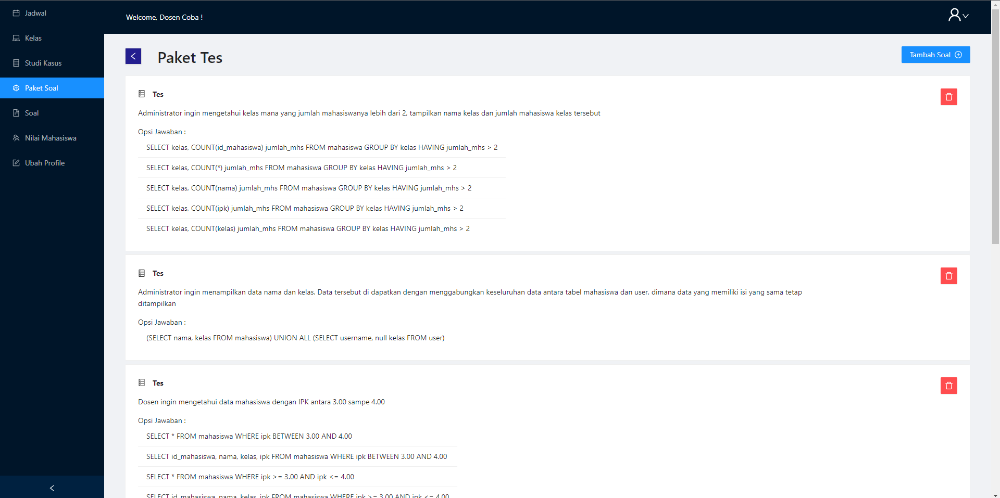 Jadwal
Kelas
Studi Kasus
Paket Soal
Soal
Nilai Mahasiswa
Ubah Profile
Welcome, Dosen Coba !
Paket Tes
Tambah Soal
Tes
Administrator ingin mengetahui kelas mana yang jumlah mahasiswanya lebih dari 2, tampilkan nama kelas dan jumlah mahasiswa kelas tersebut
Opsi Jawaban :
SELECT kelas, COUNT(id_mahasiswa) jumlah_mhs FROM mahasiswa GROUP BY kelas HAVING jumlah_mhs > 2
SELECT kelas, COUNT(*) jumlah_mhs FROM mahasiswa GROUP BY kelas HAVING jumlah_mhs > 2
SELECT kelas, COUNT(nama) jumlah_mhs FROM mahasiswa GROUP BY kelas HAVING jumlah_mhs > 2
SELECT kelas, COUNT(ipk) jumlah_mhs FROM mahasiswa GROUP BY kelas HAVING jumlah_mhs > 2
SELECT kelas, COUNT(kelas) jumlah_mhs FROM mahasiswa GROUP BY kelas HAVING jumlah_mhs > 2
Tes
Administrator ingin menampilkan data nama dan kelas. Data tersebut di dapatkan dengan menggabungkan keseluruhan data antara tabel mahasiswa dan user, dimana data yang memiliki isi yang sama tetap
ditampilkan
Opsi Jawaban :
(SELECT nama, kelas FROM mahasiswa) UNION ALL (SELECT username, null kelas FROM user)
Tes
Dosen ingin mengetahui data mahasiswa dengan IPK antara 3.00 sampe 4.00
Opsi Jawaban :
SELECT * FROM mahasiswa WHERE ipk BETWEEN 3.00 AND 4.00
SELECT id_mahasiswa, nama, kelas, ipk FROM mahasiswa WHERE ipk BETWEEN 3.00 AND 4.00
SELECT * FROM mahasiswa WHERE ipk >= 3.00 AND ipk <= 4.00
SELECT id_mahasiswa, nama, kelas, ipk FROM mahasiswa WHERE ipk >= 3.00 AND ipk <= 4.00